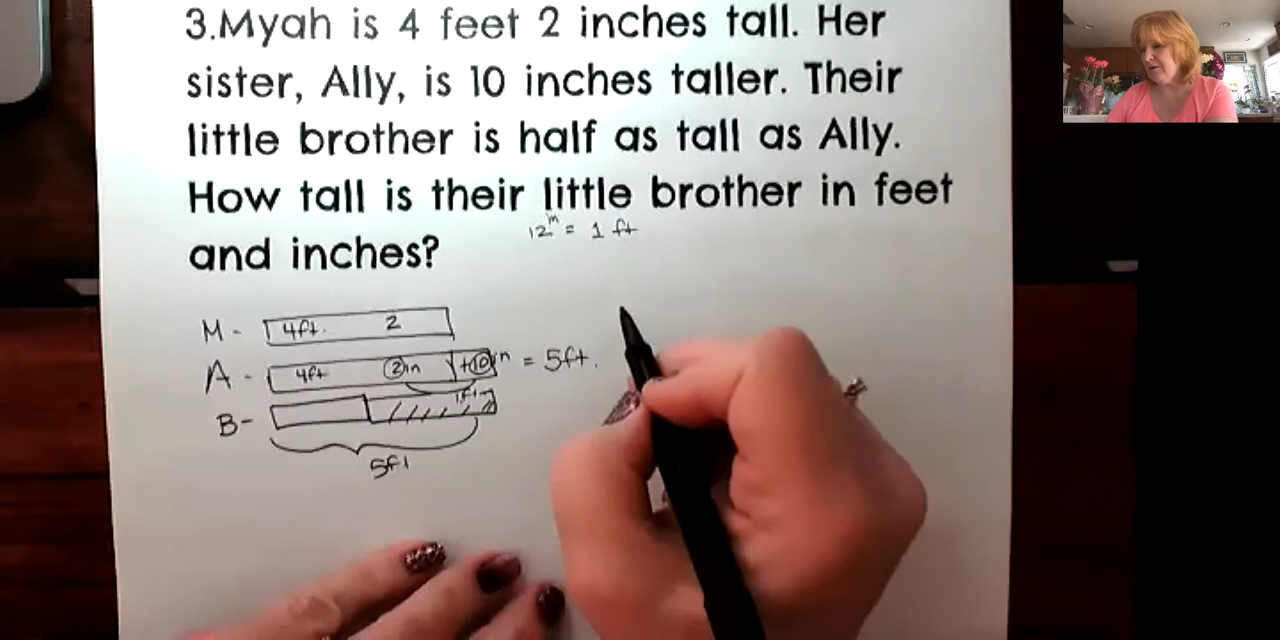 3.Myah is 4 feet 2 inches tall. Her
sister, Ally, is 10 inches taller. Their
little brother is half as tall as Ally.
How tall is their little brother in feet
and inches?
12 in = 1 ft
M - 4ft. 2
A - 4ft 2in +10in = 5ft.
1ft
B-
5ft